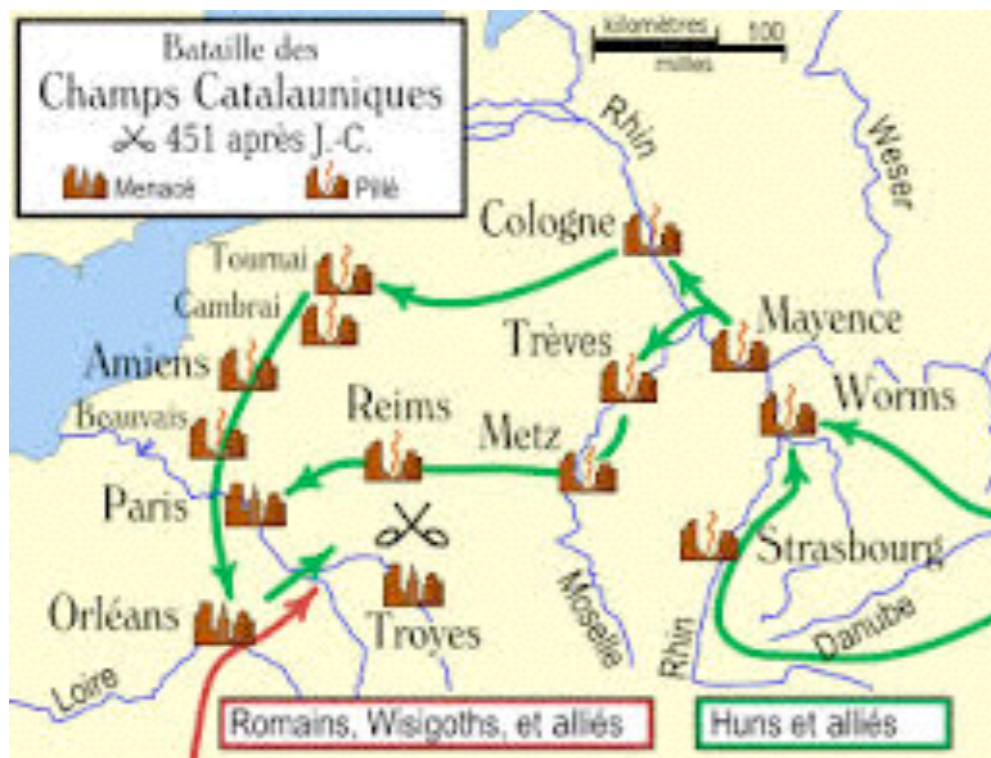 Bataille des
Champs Catalauniques
451 après J.-C.
Menacé
Pillé
kilomètres 100
milles
Rhin
Weser
Cologne
Tournai
Cambrai
Mayence
Trèves
Amiens
Worms
Reims
Beauvais
Metz
Paris
Strasbourg
Orléans
Troyes
Moselle
Danube
Rhin
Loire
Romains, Wisigoths, et alliés
Huns et alliés